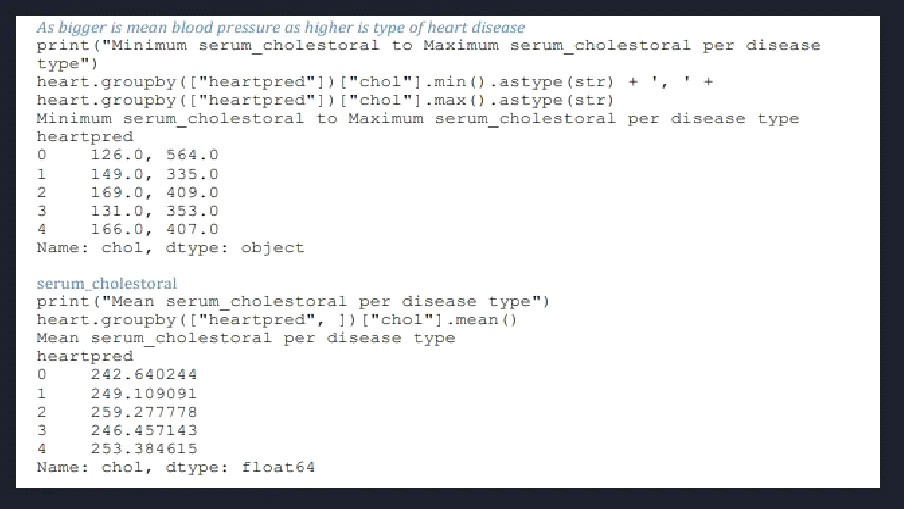 As bigger is mean blood pressure as higher is type of heart disease
print("Minimum serum_cholestoral to Maximum serum_cholestoral per disease
type")
heart.groupby(["heartpred"])["chol"].min().astype(str) + ', ' +
heart.groupby(["heartpred"])["chol"].max().astype(str)
Minimum serum_cholestoral to Maximum serum_cholestoral per disease type
heartpred
0    126.0, 564.0
1    149.0, 335.0
2    169.0, 409.0
3    131.0, 353.0
4    166.0, 407.0
Name: chol, dtype: object
serum_cholestoral
print("Mean serum_cholestoral per disease type")
heart.groupby(["heartpred", ])["chol"].mean()
Mean serum_cholestoral per disease type
heartpred
0    242.640244
1    249.109091
2    259.277778
3    246.457143
4    253.384615
Name: chol, dtype: float64